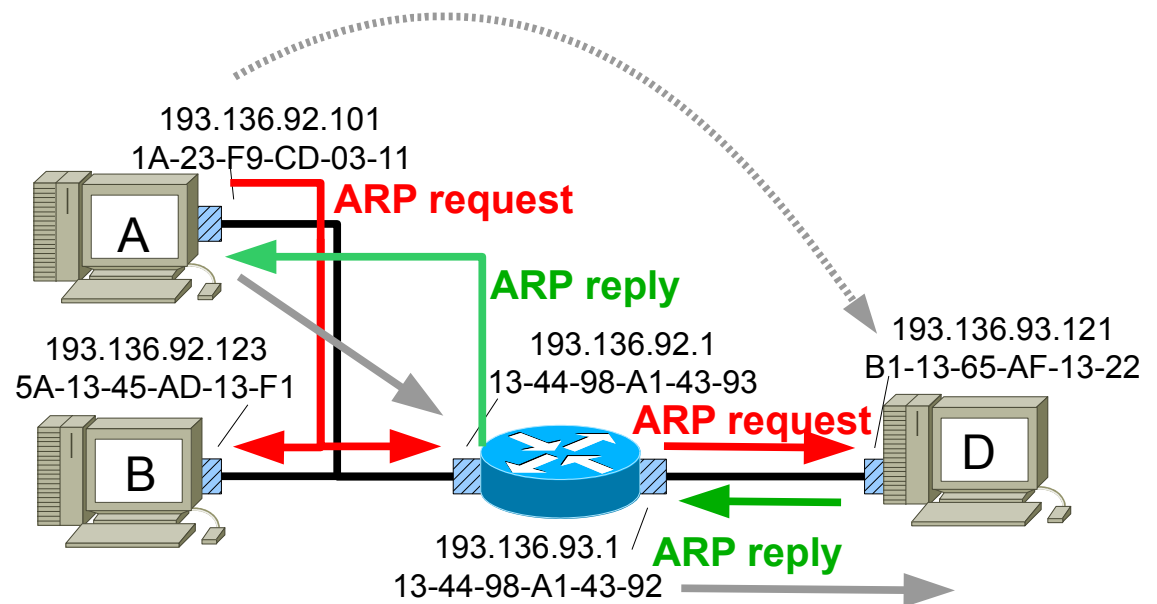 193.136.92.101
1A-23-F9-CD-03-11
ARP request
A
ARP reply
193.136.92.123
5A-13-45-AD-13-F1
193.136.92.1
13-44-98-A1-43-93
193.136.93.121
B1-13-65-AF-13-22
ARP request
B
D
193.136.93.1
13-44-98-A1-43-92
ARP reply